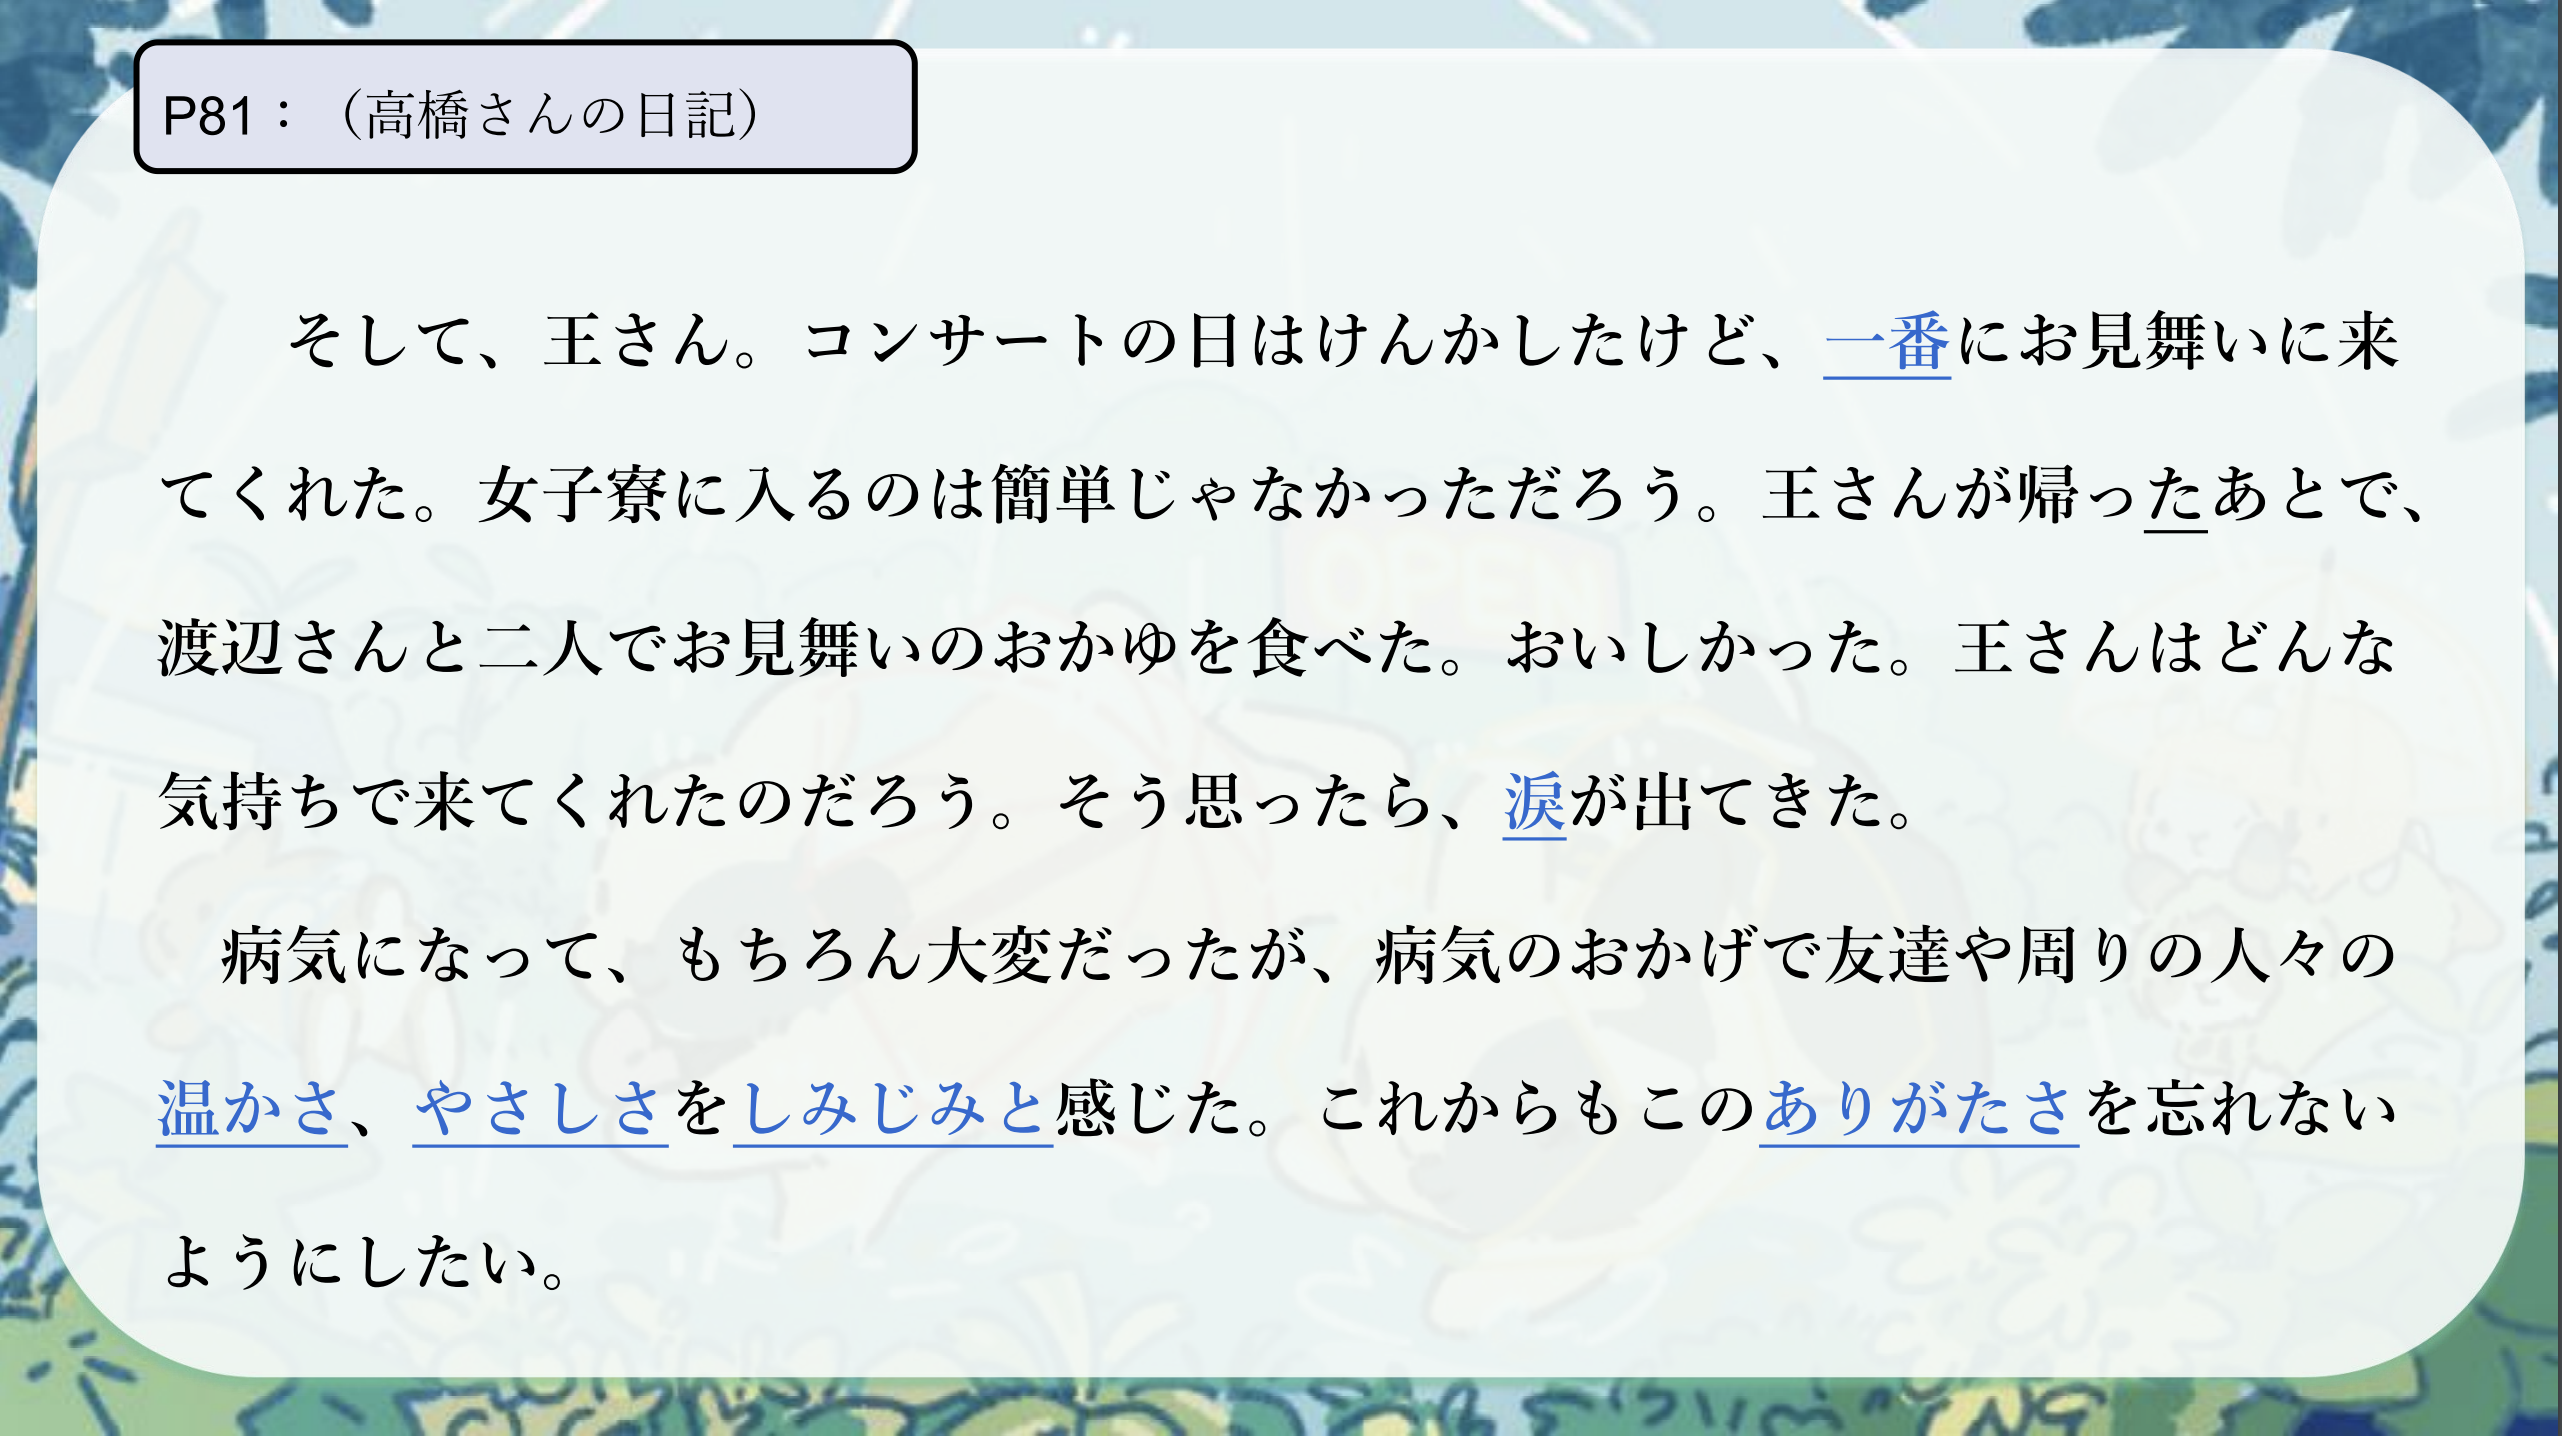 P81：（高橋さんの日記）
そして、王さん。コンサートの日はけんかしたけど、一番にお見舞いに来
てくれた。女子寮に入るのは簡単じゃなかっただろう。王さんが帰ったあとで、
渡辺さんと二人でお見舞いのおかゆを食べた。おいしかった。王さんはどんな
気持ちで来てくれたのだろう。そう思ったら、涙が出てきた。
病気になって、もちろん大変だったが、病気のおかげで友達や周りの人々の
温かさ、やさしさをしみじみと感じた。これからもこのありがたさを忘れない
ようにしたい。